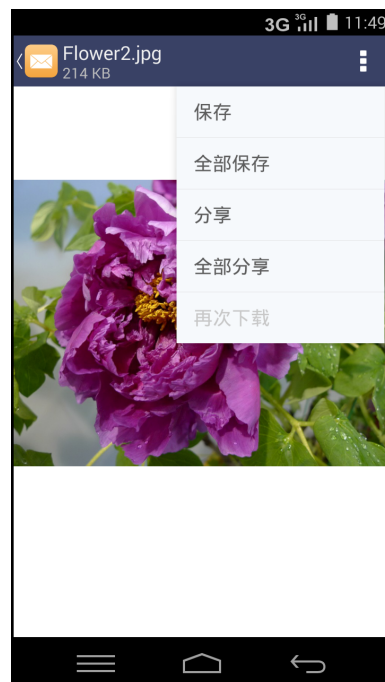 3G 3G 11:49
Flower2.jpg
214 KB
保存
全部保存
分享
全部分享
再次下载